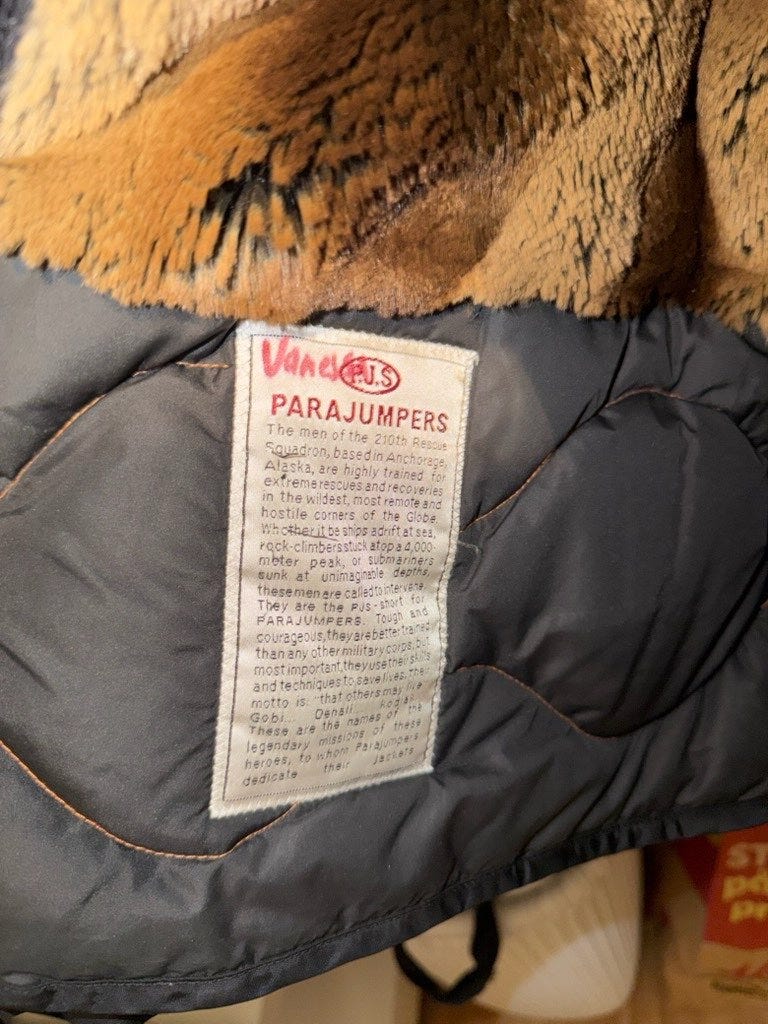 P.J.S
PARAJUMPERS
The men of the 210th Rescue
Squadron, based in Anchorage,
Alaska, are highly trained for
extreme rescues and recoveries
in the wildest, most remote and
hostile corners of the Globe.
Whether it be ships adrift at sea,
rock-climbers stuck atop a 4,000-
meter peak, or submariners
sunk at unimaginable depths,
these men are called to intervene.
They are the PJS - short for
PARAJUMPERS. Tough and
courageous, they are better trained
than any other military corps, but
most important, they use their skills
and techniques to save lives. Their
motto is: "that others may live
Gobi... Denali... Kodiak
These are the names of the
legendary missions of these
heroes, to whom Parajumpers
dedicate their jackets
ST